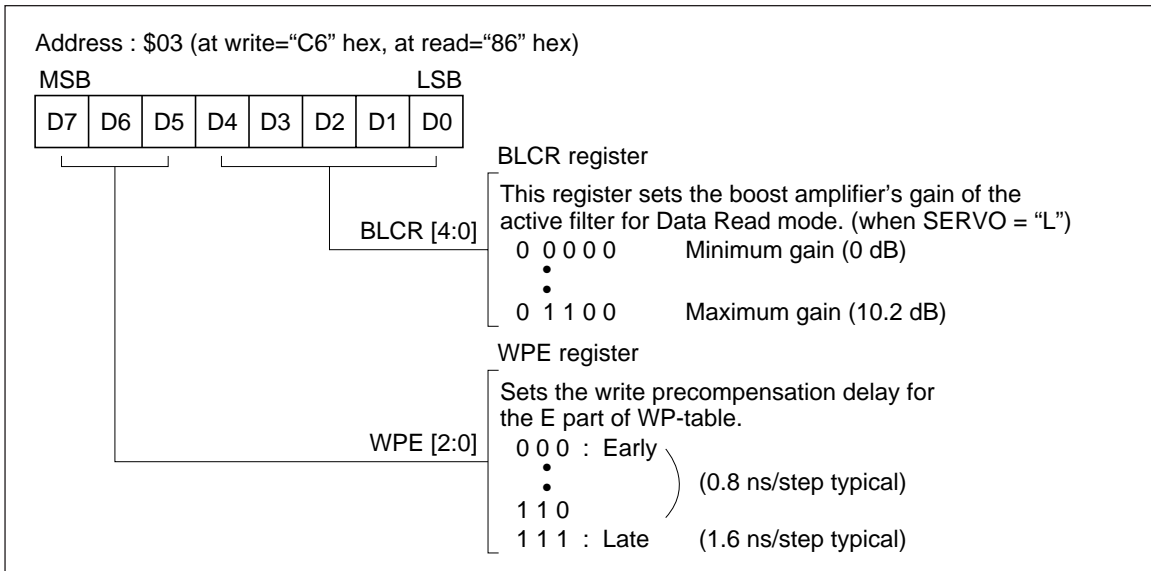 Address : $03 (at write=“C6” hex, at read=“86” hex)
MSB LSB
D7 D6 D5 D4 D3 D2 D1 D0
BLCR register
This register sets the boost amplifier’s gain of the
active filter for Data Read mode. (when SERVO = “L”)
BLCR [4:0]
0 0 0 0 0 Minimum gain (0 dB)
0 1 1 0 0 Maximum gain (10.2 dB)
WPE register
Sets the write precompensation delay for
the E part of WP-table.
WPE [2:0]
0 0 0 : Early
(0.8 ns/step typical)
1 1 0
1 1 1 : Late (1.6 ns/step typical)